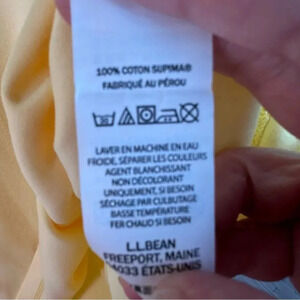 100% COTON SUPIMA®
FABRIQUÉ AU PÉROU
LAVER EN MACHINE EN EAU
FROIDE, SÉPARER LES COULEURS
AGENT BLANCHISSANT
NON DÉCOLORANT
UNIQUEMENT, SI BESOIN
SÉCHAGE PAR CULBUTAGE
BASSE TEMPÉRATURE
FER CHAUD SI BESOIN
L.L.BEAN
FREEPORT, MAINE
04033 ÉTATS-UNIS